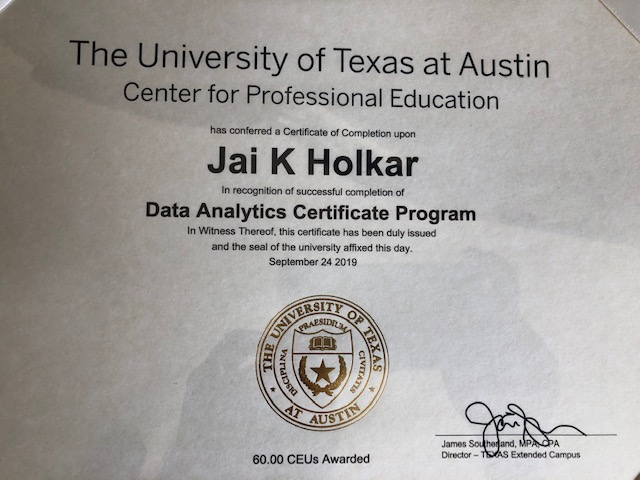 The University of Texas at Austin
Center for Professional Education
has conferred a Certificate of Completion upon
Jai K Holkar
In recognition of successful completion of
Data Analytics Certificate Program
In Witness Thereof, this certificate has been duly issued
and the seal of the university affixed this day.
September 24 2019
THE UNIVERSITY OF TEXAS
PRAESIDIUM
DISCIPLINA
CIVITATIS
AT AUSTIN
60.00 CEUs Awarded
James Southerland, MPA, CPA
Director – TEXAS Extended Campus